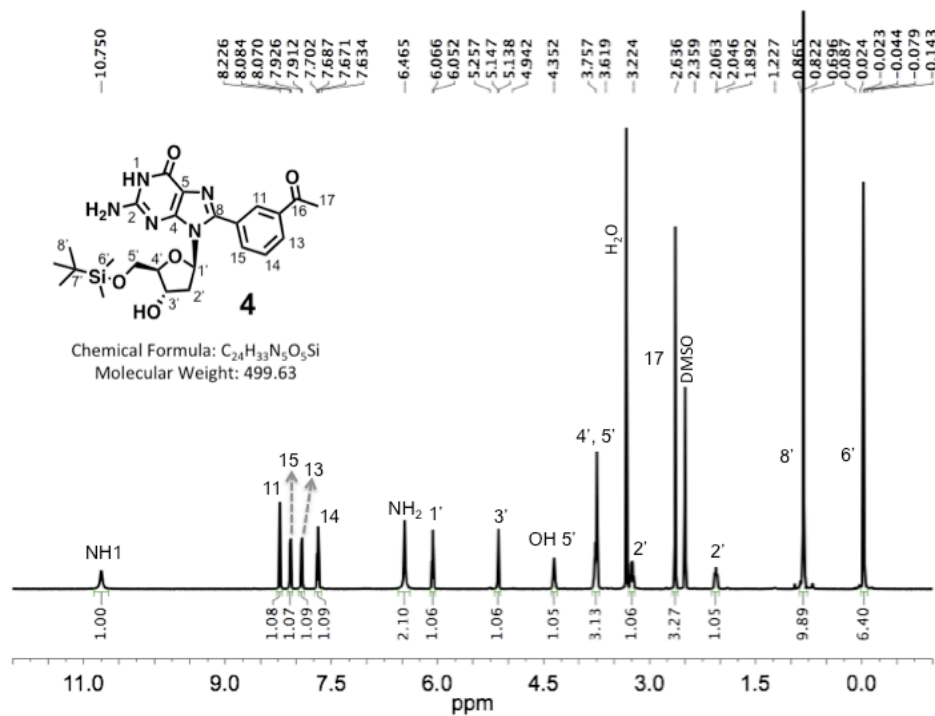 -10.750 8.226 8.084 8.070 7.926 7.912 7.702 7.687 7.671 7.634 6.465 6.066 6.052 5.257 5.147 5.138 4.942 4.352 3.757 3.619 3.224 2.636 2.359 2.063 2.046 1.892 1.227 0.865 0.822 0.696 0.087 0.024 -0.023 -0.044 -0.079 -0.143
O
HN 1 5 N 11 O 17
16
H₂N 2 N 4 N 8 13
15 14
8' 6' 5' 4' O 1'
7' Si O 2'
3'
HO 4
Chemical Formula: C₂₄H₃₃N₅O₅Si
Molecular Weight: 499.63
NH1 11 15 13 14 NH₂ 1' 3' OH 5' 4', 5' H₂O 2' 17 DMSO 2' 8' 6'
1.00 1.08 1.07 1.09 1.09 2.10 1.06 1.06 1.05 3.13 1.06 3.27 1.05 9.89 6.40
11.0 9.0 7.5 6.0 4.5 3.0 1.5 0.0
ppm